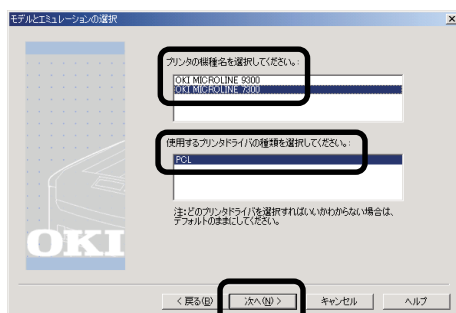 モデルとエミュレーションの選択
プリンタの機種名を選択してください。:
OKI MICROLINE 9300
OKI MICROLINE 7300
使用するプリンタドライバの種類を選択してください。:
PCL
注:どのプリンタドライバを選択すればいいかわからない場合は、
デフォルトのままにしてください。
OKI
< 戻る(B)
次へ(N) >
キャンセル
ヘルプ